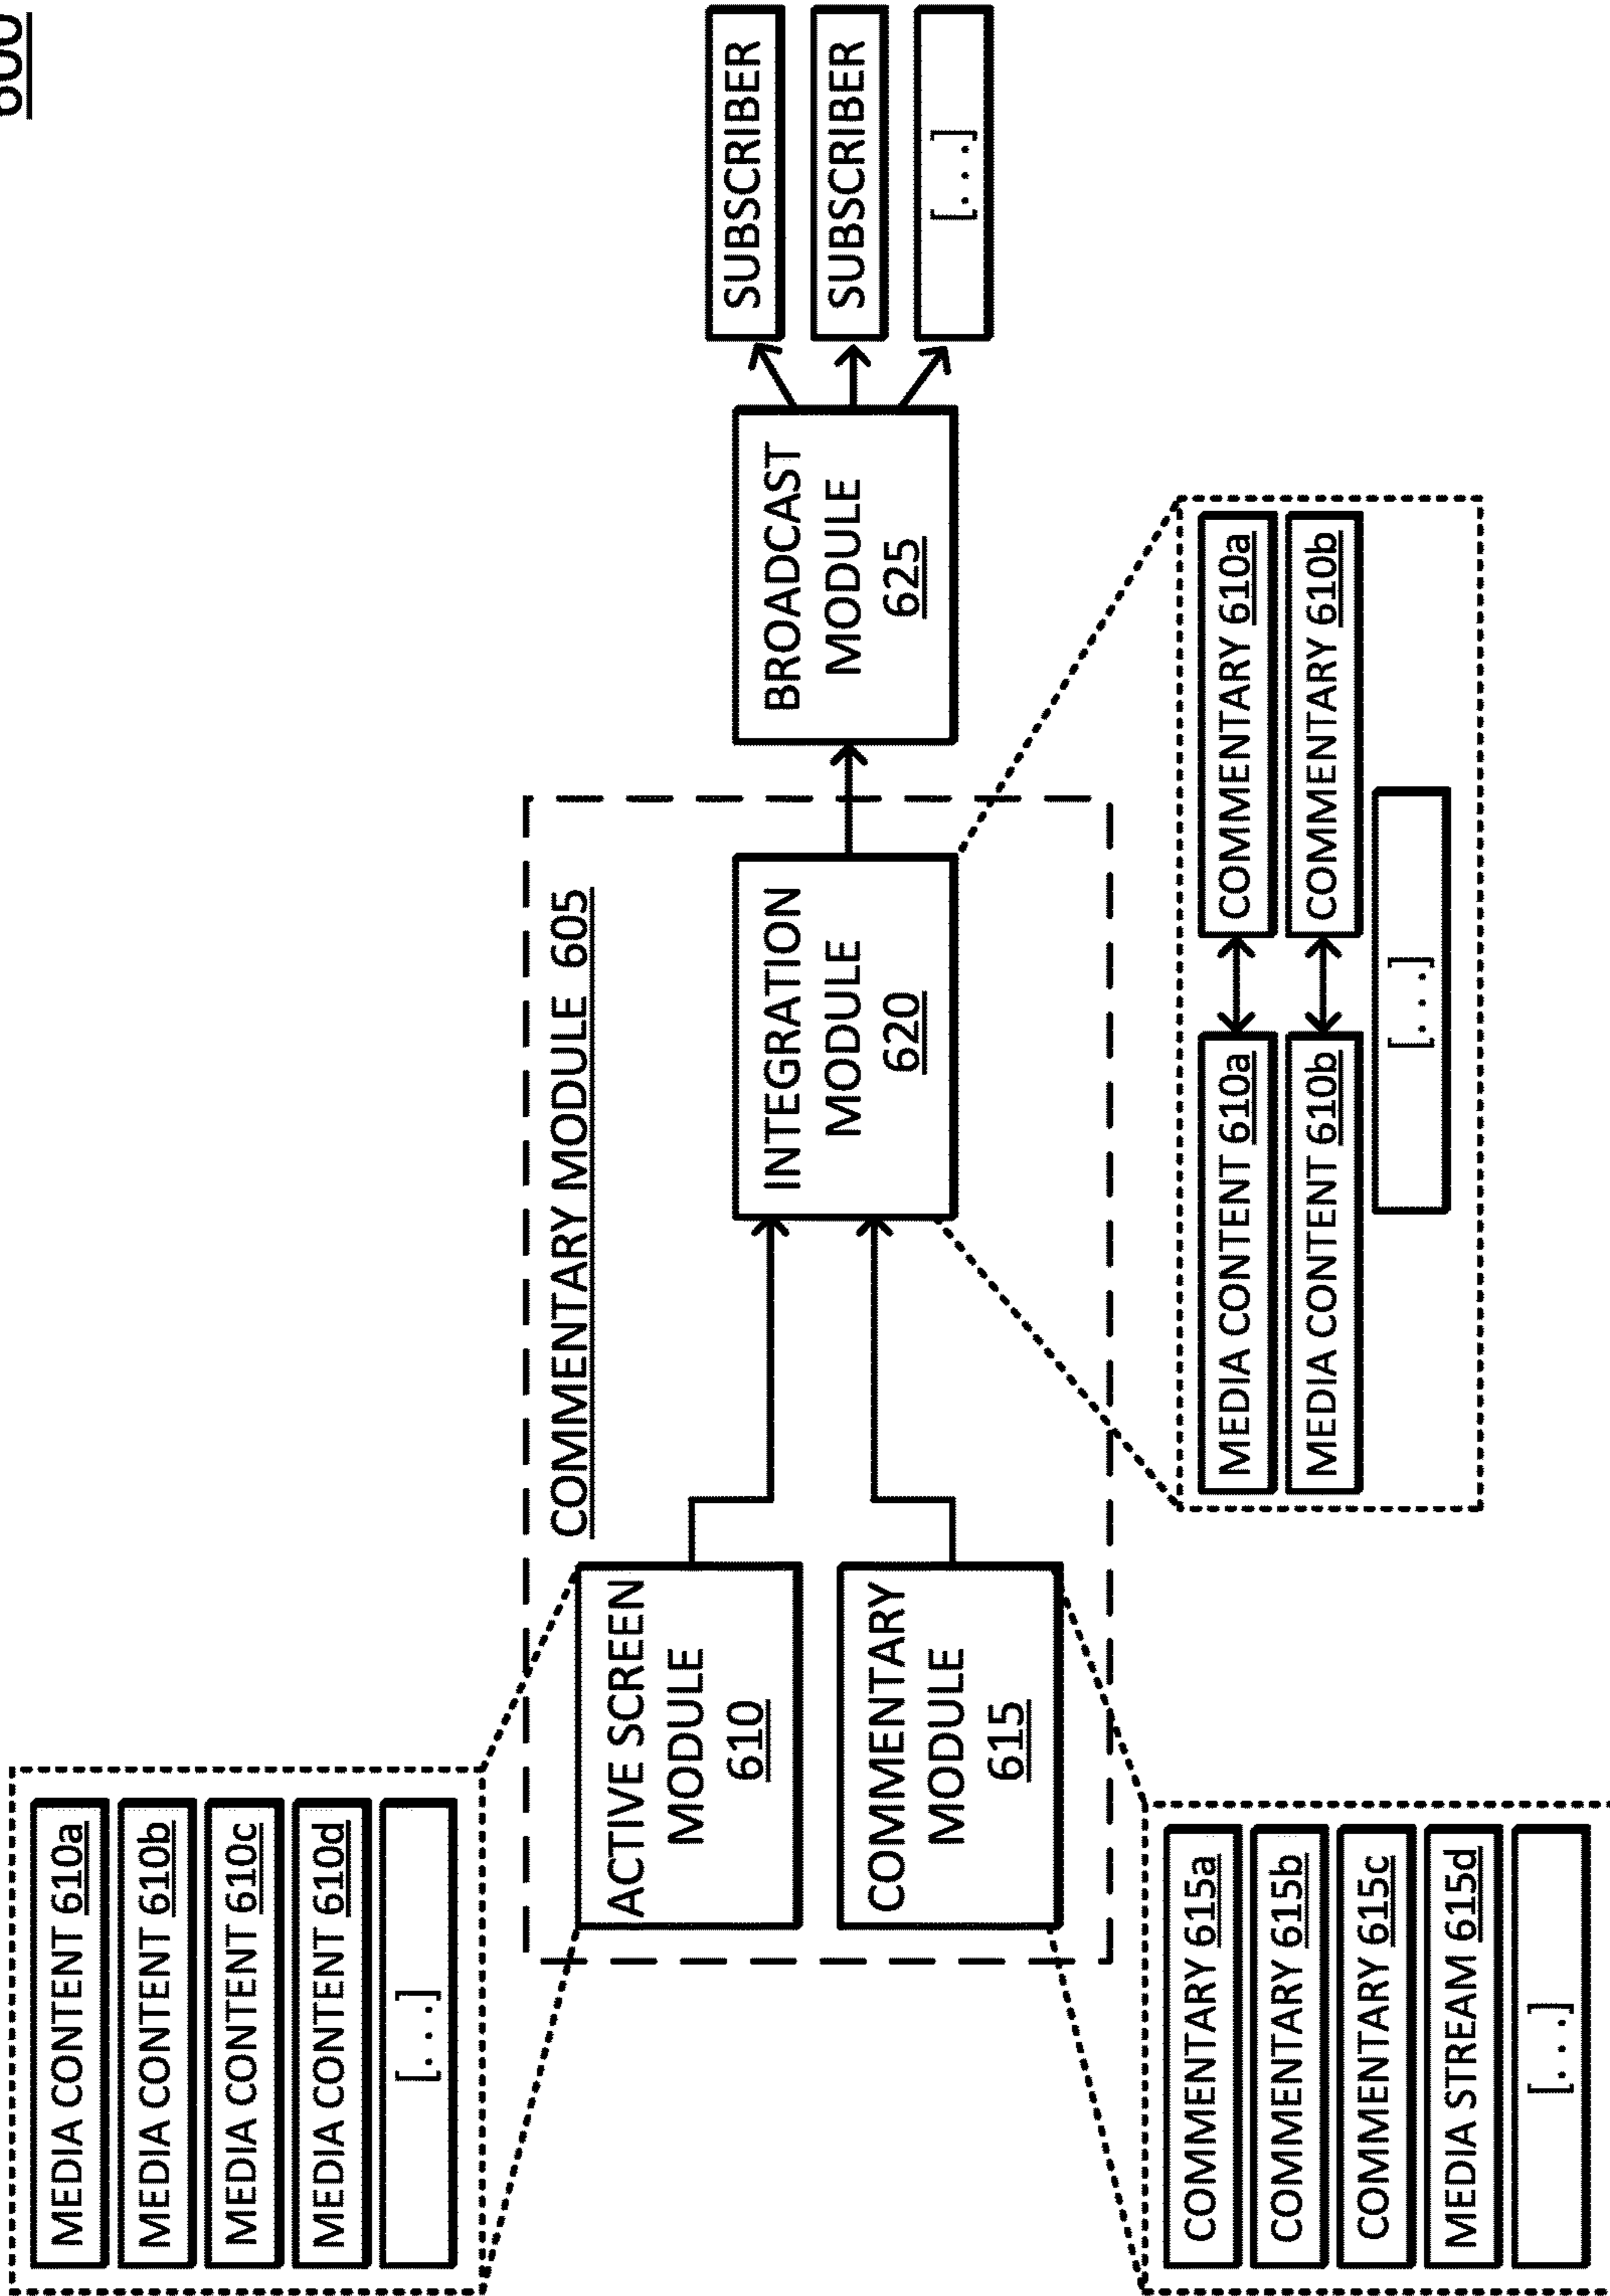 600
MEDIA CONTENT 610a
MEDIA CONTENT 610b
MEDIA CONTENT 610c
MEDIA CONTENT 610d
[. . .]
COMMENTARY MODULE 605
ACTIVE SCREEN
MODULE
610
COMMENTARY
MODULE
615
INTEGRATION
MODULE
620
BROADCAST
MODULE
625
SUBSCRIBER
SUBSCRIBER
[. . .]
COMMENTARY 615a
COMMENTARY 615b
COMMENTARY 615c
MEDIA STREAM 615d
[. . .]
MEDIA CONTENT 610a
COMMENTARY 610a
MEDIA CONTENT 610b
COMMENTARY 610b
[. . .]